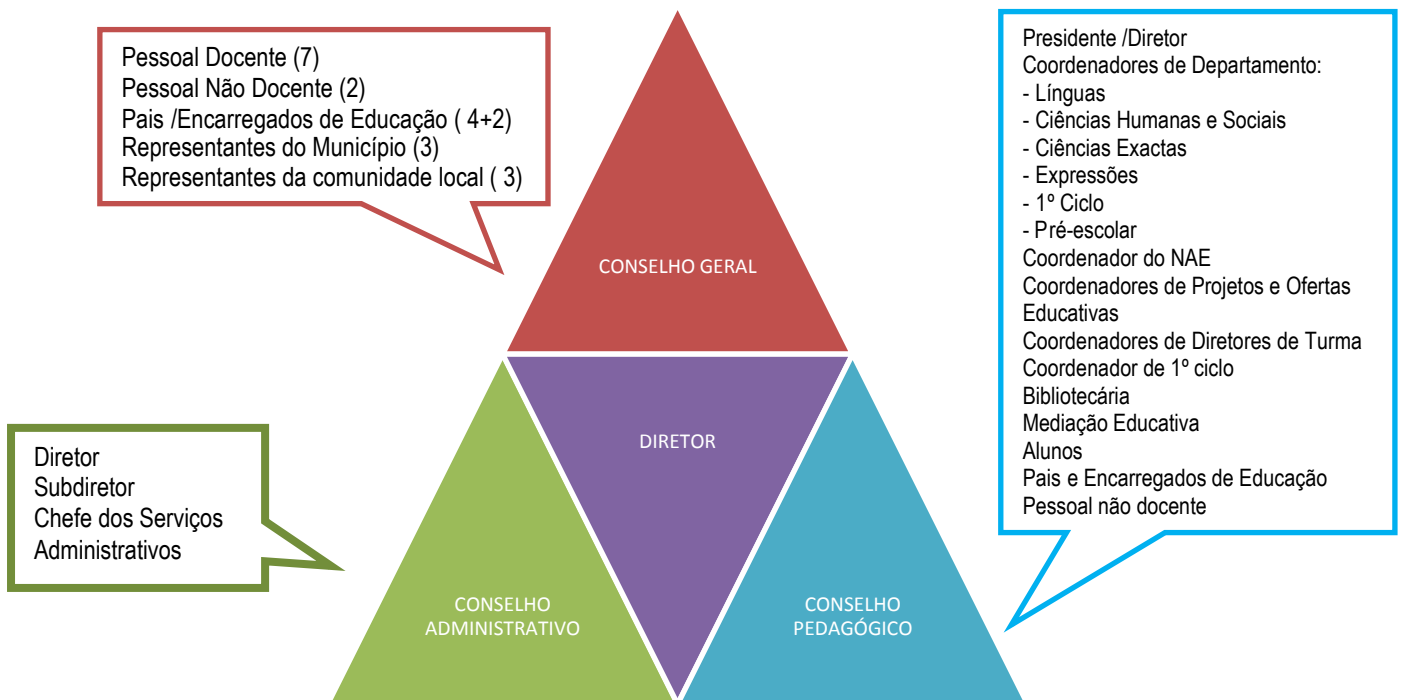 Pessoal Docente (7)
Pessoal Não Docente (2)
Pais /Encarregados de Educação ( 4+2)
Representantes do Município (3)
Representantes da comunidade local ( 3)
Presidente /Diretor
Coordenadores de Departamento:
- Línguas
- Ciências Humanas e Sociais
- Ciências Exactas
- Expressões
- 1º Ciclo
- Pré-escolar
Coordenador do NAE
Coordenadores de Projetos e Ofertas
Educativas
Coordenadores de Diretores de Turma
Coordenador de 1º ciclo
Bibliotecária
Mediação Educativa
Alunos
Pais e Encarregados de Educação
Pessoal não docente
CONSELHO GERAL
DIRETOR
Diretor
Subdiretor
Chefe dos Serviços
Administrativos
CONSELHO
ADMINISTRATIVO
CONSELHO
PEDAGÓGICO